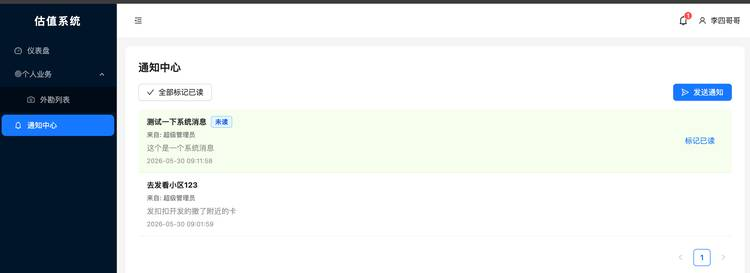 估值系统
1
李四哥哥
仪表盘
个人业务
外勘列表
通知中心
通知中心
全部标记已读
发送通知
测试一下系统消息 未读
来自: 超级管理员
这个是一个系统消息
标记已读
2026-05-30 09:11:58
去发看小区123
来自: 超级管理员
发扣扣开发的撒了附近的卡
2026-05-30 09:01:59
1